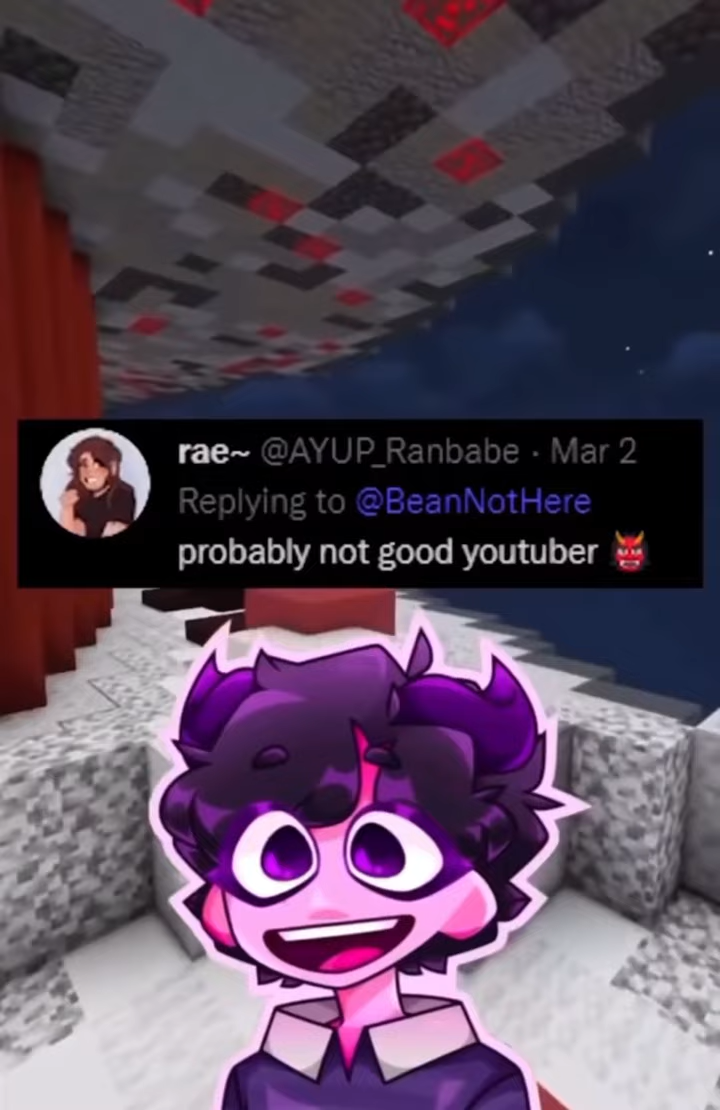 rae~ @AYUP_Ranbabe · Mar 2
Replying to @BeanNotHere
probably not good youtuber 👹